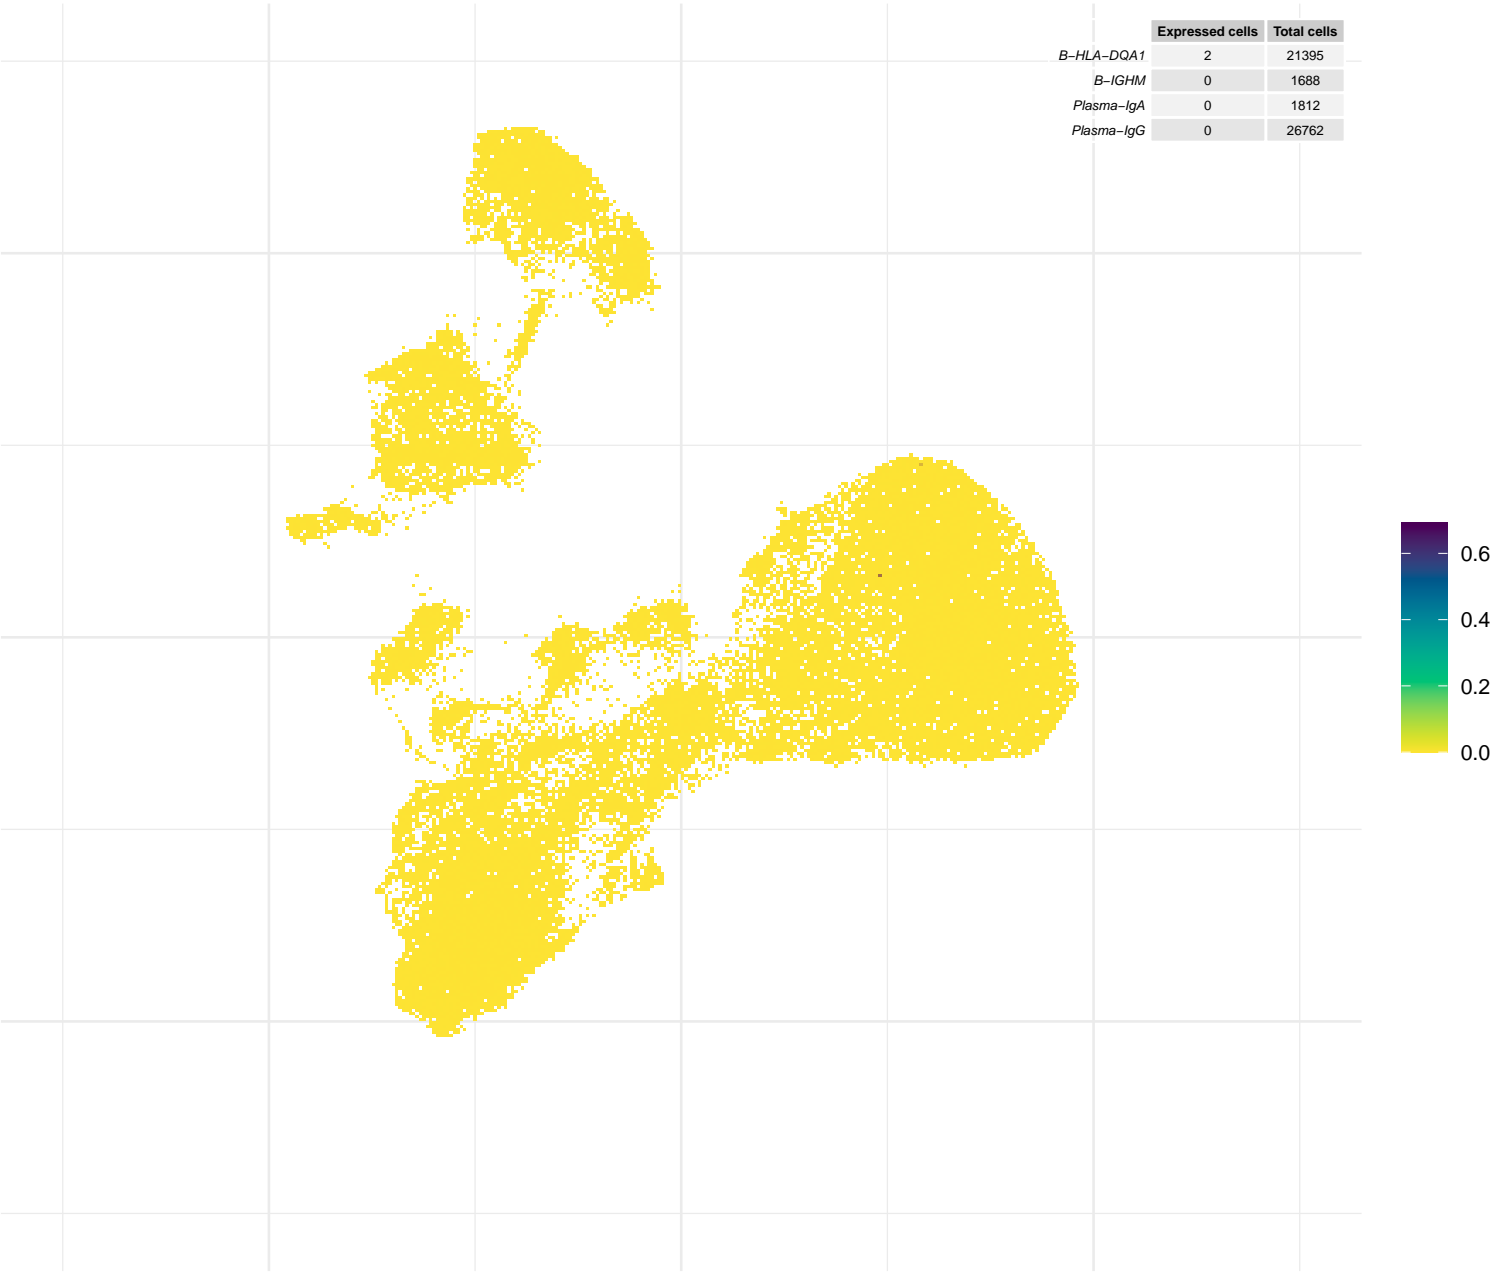 Expressed cells Total cells
B−HLA−DQA1 2 21395
B−IGHM 0 1688
Plasma−IgA 0 1812
Plasma−IgG 0 26762
0.6
0.4
0.2
0.0